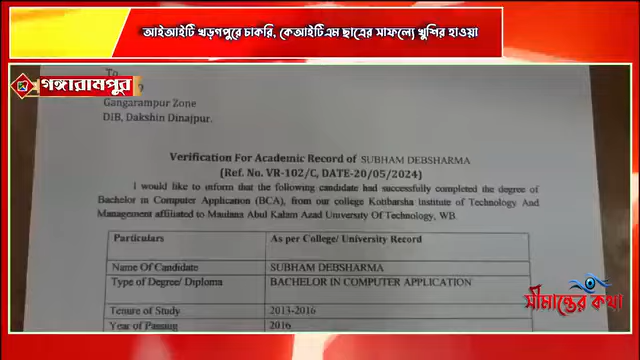 আইআইটি খড়গপুরে চাকরি, কেআইটিএম ছাত্রের সাফল্যে খুশির হাওয়া
গঙ্গারামপুর
To
Gangarampur Zone
DIB, Dakshin Dinajpur.
Verification For Academic Record of SUBHAM DEBSHARMA
(Ref. No. VR-102/C, DATE-20/05/2024)
I would like to inform that the following candidate had successfully completed the degree of
Bachelor in Computer Application (BCA), from our college Kotibarsha Institute of Technology And
Management affiliated to Maulana Abul Kalam Azad University Of Technology, WB.
Particulars As per College/ University Record
Name Of Candidate SUBHAM DEBSHARMA
Type of Degree/ Diploma BACHELOR IN COMPUTER APPLICATION
Tenure of Study 2013-2016
Year of Passing 2016
সীমান্তের কথা